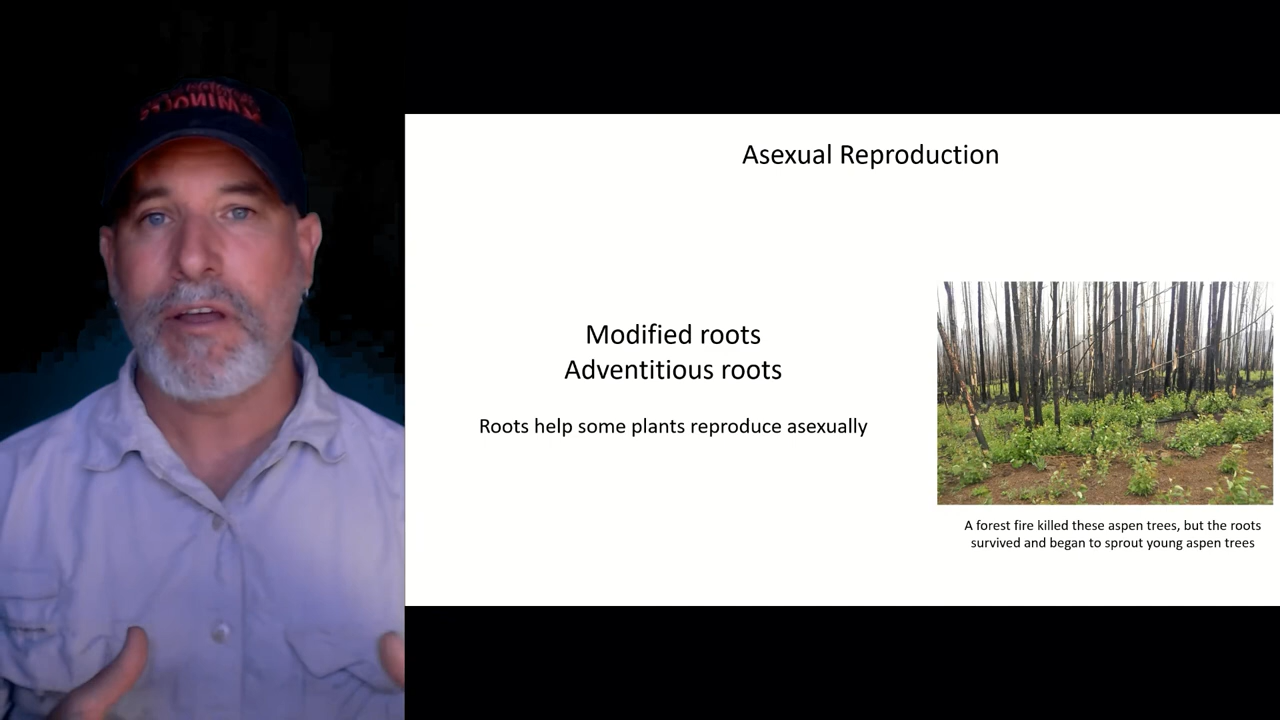 Asexual Reproduction
Modified roots
Adventitious roots
Roots help some plants reproduce asexually
A forest fire killed these aspen trees, but the roots
survived and began to sprout young aspen trees